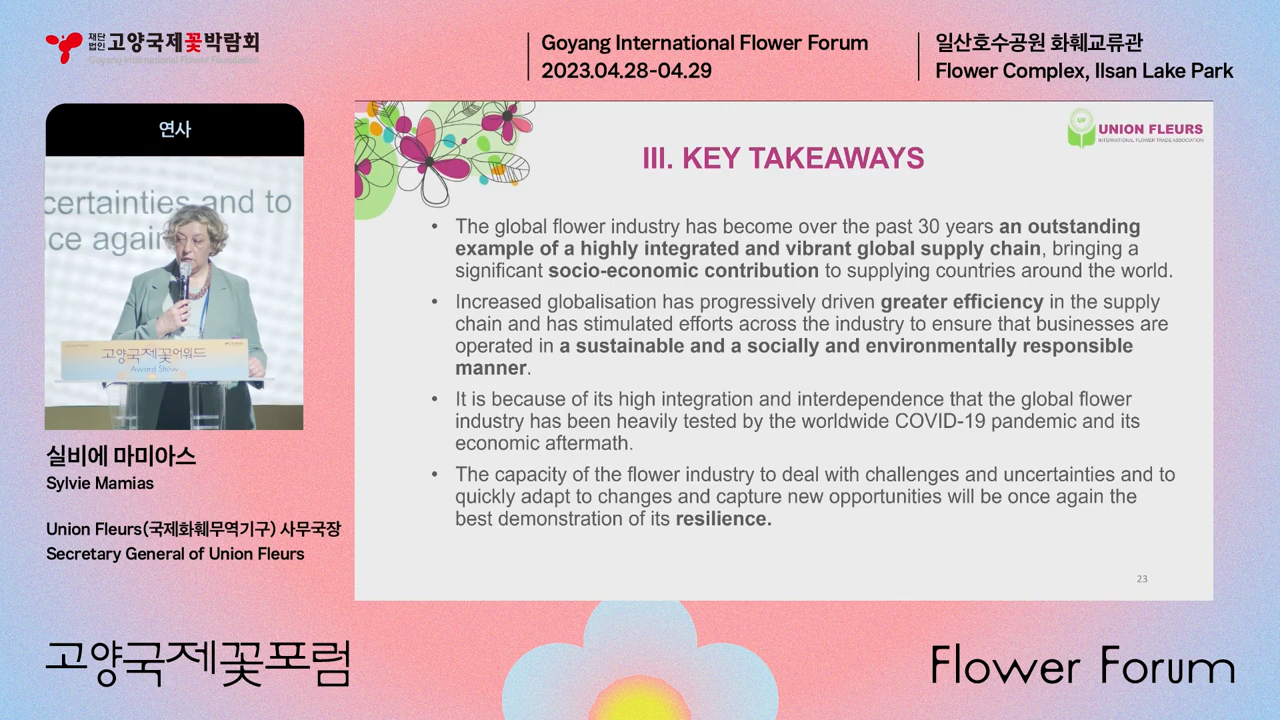 재단
법인 고양국제꽃박람회
Goyang International Flower Foundation
Goyang International Flower Forum
2023.04.28-04.29
일산호수공원 화훼교류관
Flower Complex, Ilsan Lake Park
연사
certainties and to
ce again
고양국제꽃어워드
Award Show
실비에 마미아스
Sylvie Mamias
Union Fleurs(국제화훼무역기구) 사무국장
Secretary General of Union Fleurs
UF
UNION FLEURS
INTERNATIONAL FLOWER TRADE ASSOCIATION
III. KEY TAKEAWAYS
• The global flower industry has become over the past 30 years an outstanding
example of a highly integrated and vibrant global supply chain, bringing a
significant socio-economic contribution to supplying countries around the world.
• Increased globalisation has progressively driven greater efficiency in the supply
chain and has stimulated efforts across the industry to ensure that businesses are
operated in a sustainable and a socially and environmentally responsible
manner.
• It is because of its high integration and interdependence that the global flower
industry has been heavily tested by the worldwide COVID-19 pandemic and its
economic aftermath.
• The capacity of the flower industry to deal with challenges and uncertainties and to
quickly adapt to changes and capture new opportunities will be once again the
best demonstration of its resilience.
23
고양국제꽃포럼
Flower Forum